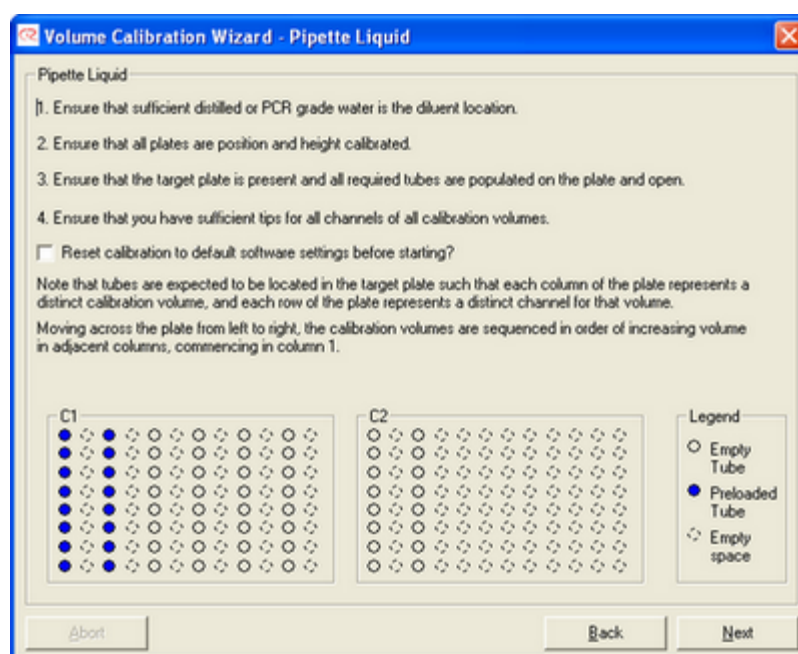 Volume Calibration Wizard - Pipette Liquid
Pipette Liquid
1. Ensure that sufficient distilled or PCR grade water is the diluent location.
2. Ensure that all plates are position and height calibrated.
3. Ensure that the target plate is present and all required tubes are populated on the plate and open.
4. Ensure that you have sufficient tips for all channels of all calibration volumes.
Reset calibration to default software settings before starting?
Note that tubes are expected to be located in the target plate such that each column of the plate represents a
distinct calibration volume, and each row of the plate represents a distinct channel for that volume.
Moving across the plate from left to right, the calibration volumes are sequenced in order of increasing volume
in adjacent columns, commencing in column 1.
C1
C2
Legend
Empty
Tube
Preloaded
Tube
Empty
space
Abort
Back
Next